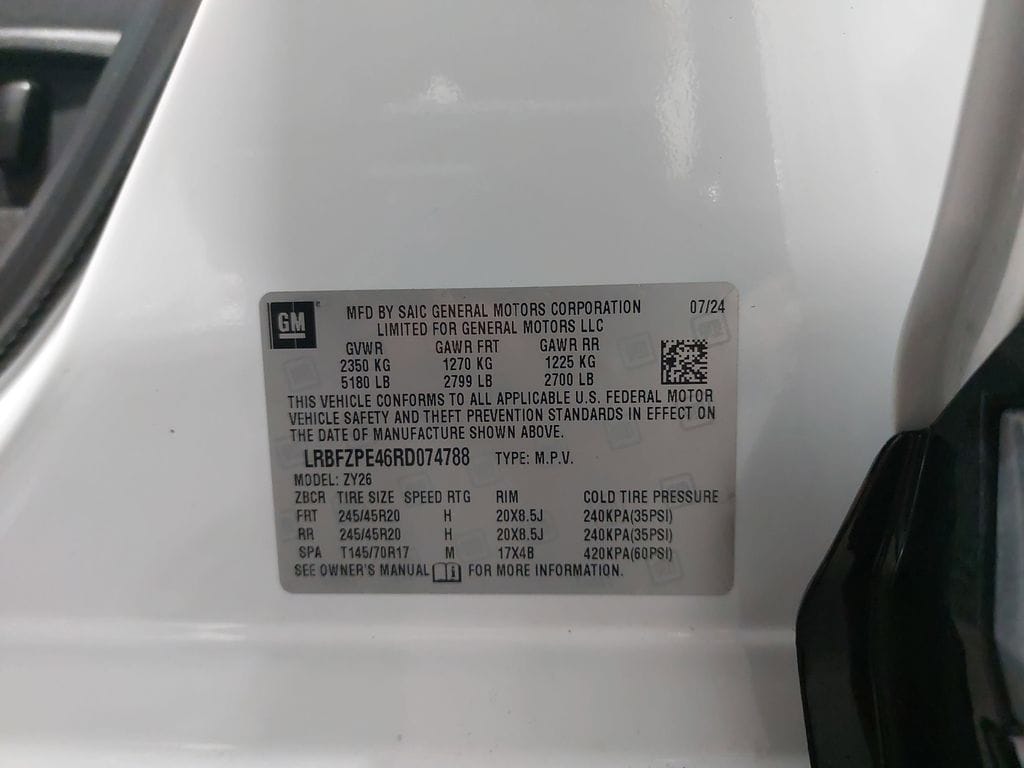 GM
MFD BY SAIC GENERAL MOTORS CORPORATION 07/24
LIMITED FOR GENERAL MOTORS LLC
GVWR GAWR FRT GAWR RR
2350 KG 1270 KG 1225 KG
5180 LB 2799 LB 2700 LB
THIS VEHICLE CONFORMS TO ALL APPLICABLE U.S. FEDERAL MOTOR
VEHICLE SAFETY AND THEFT PREVENTION STANDARDS IN EFFECT ON
THE DATE OF MANUFACTURE SHOWN ABOVE.
LRBFZPE46RD074788 TYPE: M.P.V.
MODEL: ZY26
ZBCR TIRE SIZE SPEED RTG RIM COLD TIRE PRESSURE
FRT 245/45R20 H 20X8.5J 240KPA(35PSI)
RR 245/45R20 H 20X8.5J 240KPA(35PSI)
SPA T145/70R17 M 17X4B 420KPA(60PSI)
SEE OWNER'S MANUAL FOR MORE INFORMATION.